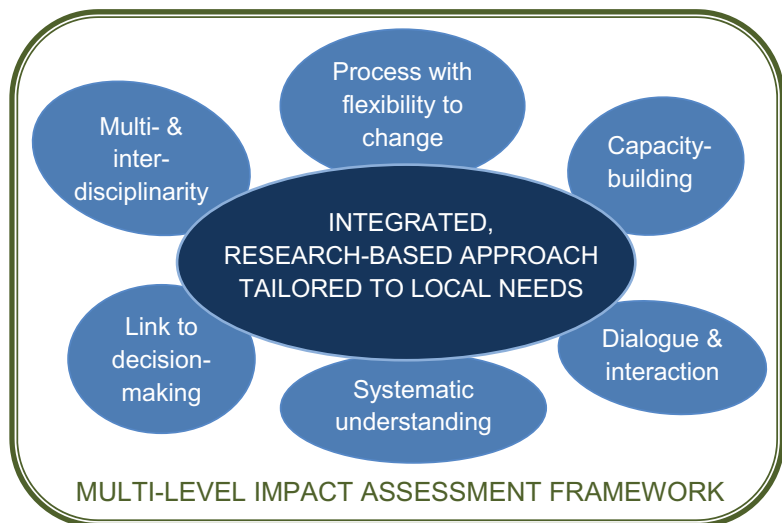 Process with
flexibility to
change
Multi- &
inter-
disciplinarity
Capacity-
building
INTEGRATED,
RESEARCH-BASED APPROACH
TAILORED TO LOCAL NEEDS
Link to
decision-
making
Dialogue &
interaction
Systematic
understanding
MULTI-LEVEL IMPACT ASSESSMENT FRAMEWORK